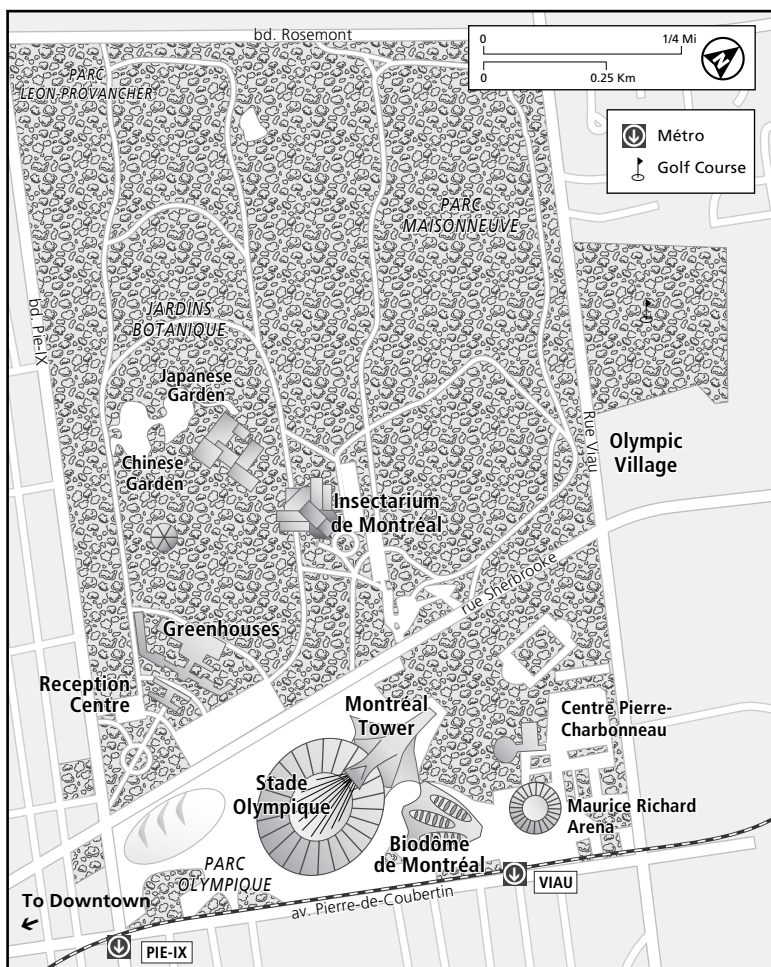 bd. Rosemont
0
1/4 Mi
0
0.25 Km
N
Métro
Golf Course
PARC
LEON-PROVANCHER
PARC
MAISONNEUVE
bd. Pie-IX
JARDINS
BOTANIQUE
Japanese
Garden
Chinese
Garden
Rue Viau
Olympic
Village
Insectarium
de Montréal
rue Sherbrooke
Greenhouses
Reception
Centre
Montréal
Tower
Centre Pierre-
Charbonneau
Stade
Olympique
Maurice Richard
Arena
Biodôme
de Montréal
PARC
OLYMPIQUE
VIAU
av. Pierre-de-Coubertin
To Downtown
PIE-IX